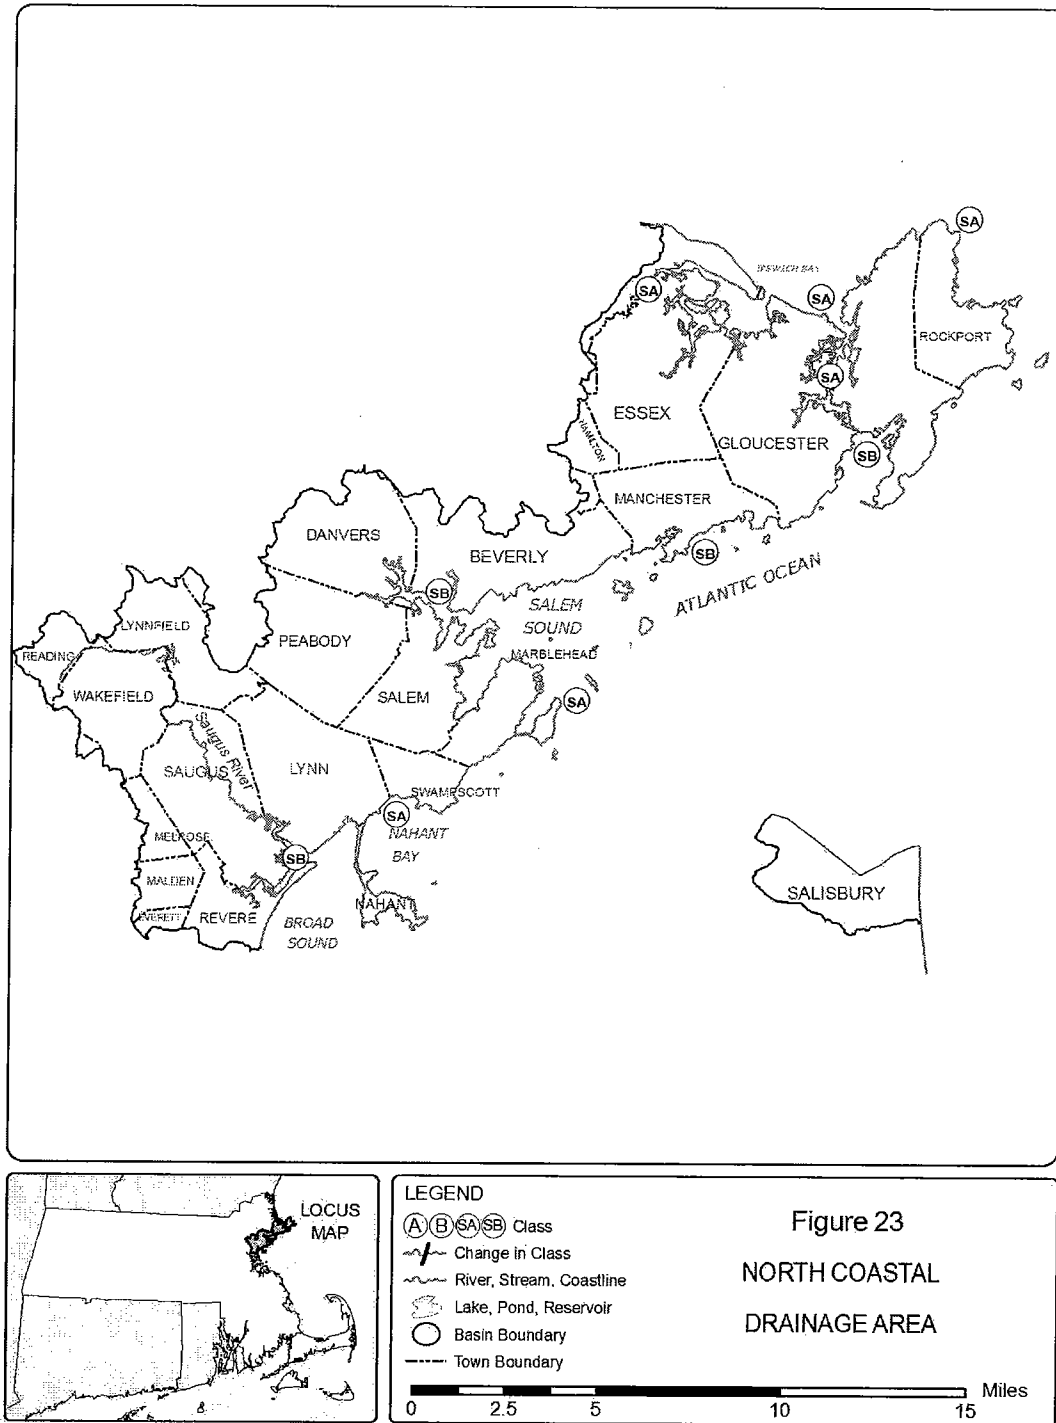 SA
IPSWICH BAY
SA
SA
ROCKPORT
SA
ESSEX
HAMILTON
GLOUCESTER
SB
MANCHESTER
DANVERS
BEVERLY
SB
ATLANTIC OCEAN
SB
SALEM
SOUND
LYNNFIELD
PEABODY
MARBLEHEAD
READING
WAKEFIELD
SALEM
SA
Saugus River
SAUGUS
LYNN
SWAMPSCOTT
SA
NAHANT
BAY
MELROSE
SB
MALDEN
EVERETT
REVERE
NAHANT
BROAD
SOUND
SALISBURY
LOCUS
MAP
LEGEND
A B SA SB Class
Change in Class
River, Stream, Coastline
Lake, Pond, Reservoir
Basin Boundary
Town Boundary
Figure 23
NORTH COASTAL
DRAINAGE AREA
Miles
0 2.5 5 10 15